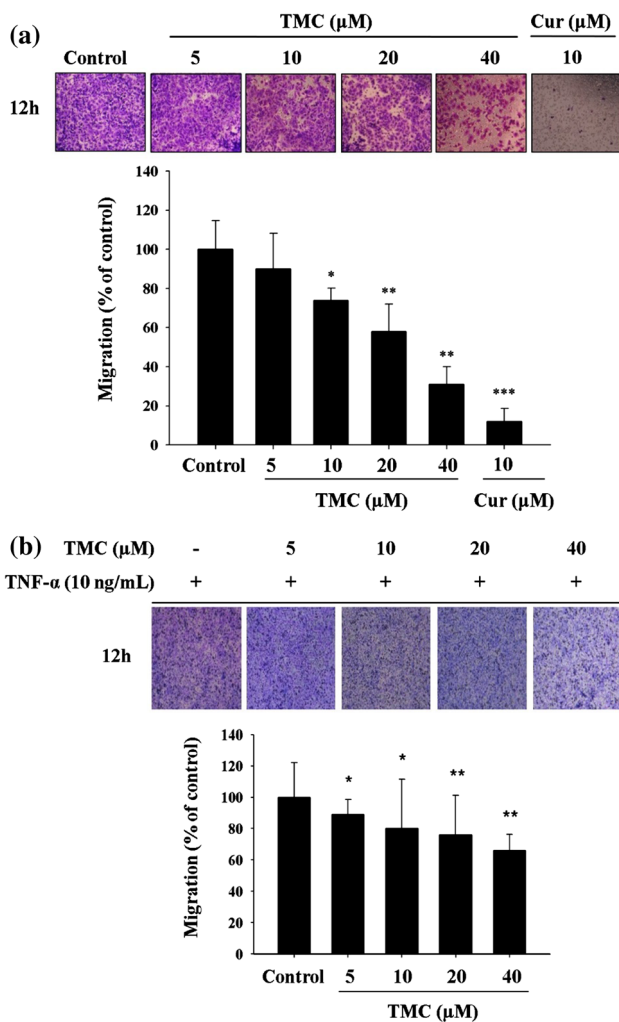 (a)
TMC (µM) Cur (µM)
Control 5 10 20 40 10
12h
Migration (% of control)
140
120
100
80
60
40
20
0
* ** ** ***
Control 5 10 20 40 10
TMC (µM) Cur (µM)
(b)
TMC (µM) - 5 10 20 40
TNF-α (10 ng/mL) + + + + +
12h
Migration (% of control)
140
120
100
80
60
40
20
0
* * ** **
Control 5 10 20 40
TMC (µM)